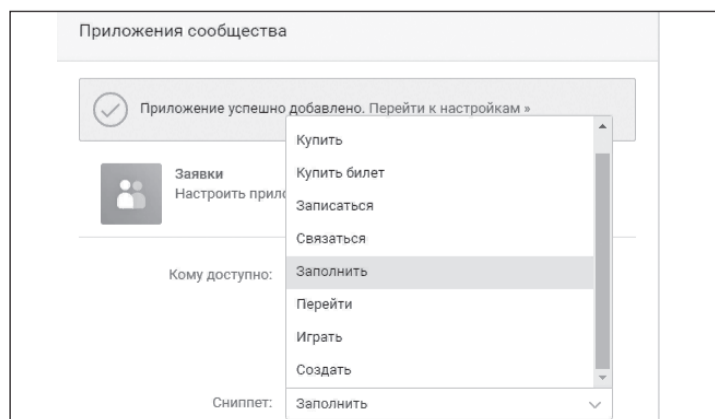 Приложения сообщества
Приложение успешно добавлено. Перейти к настройкам »
Заявки
Настроить
Кому доступно:
Купить
Купить билет
Записаться
Связаться
Заполнить
Перейти
Играть
Создать
Сниппет:
Заполнить